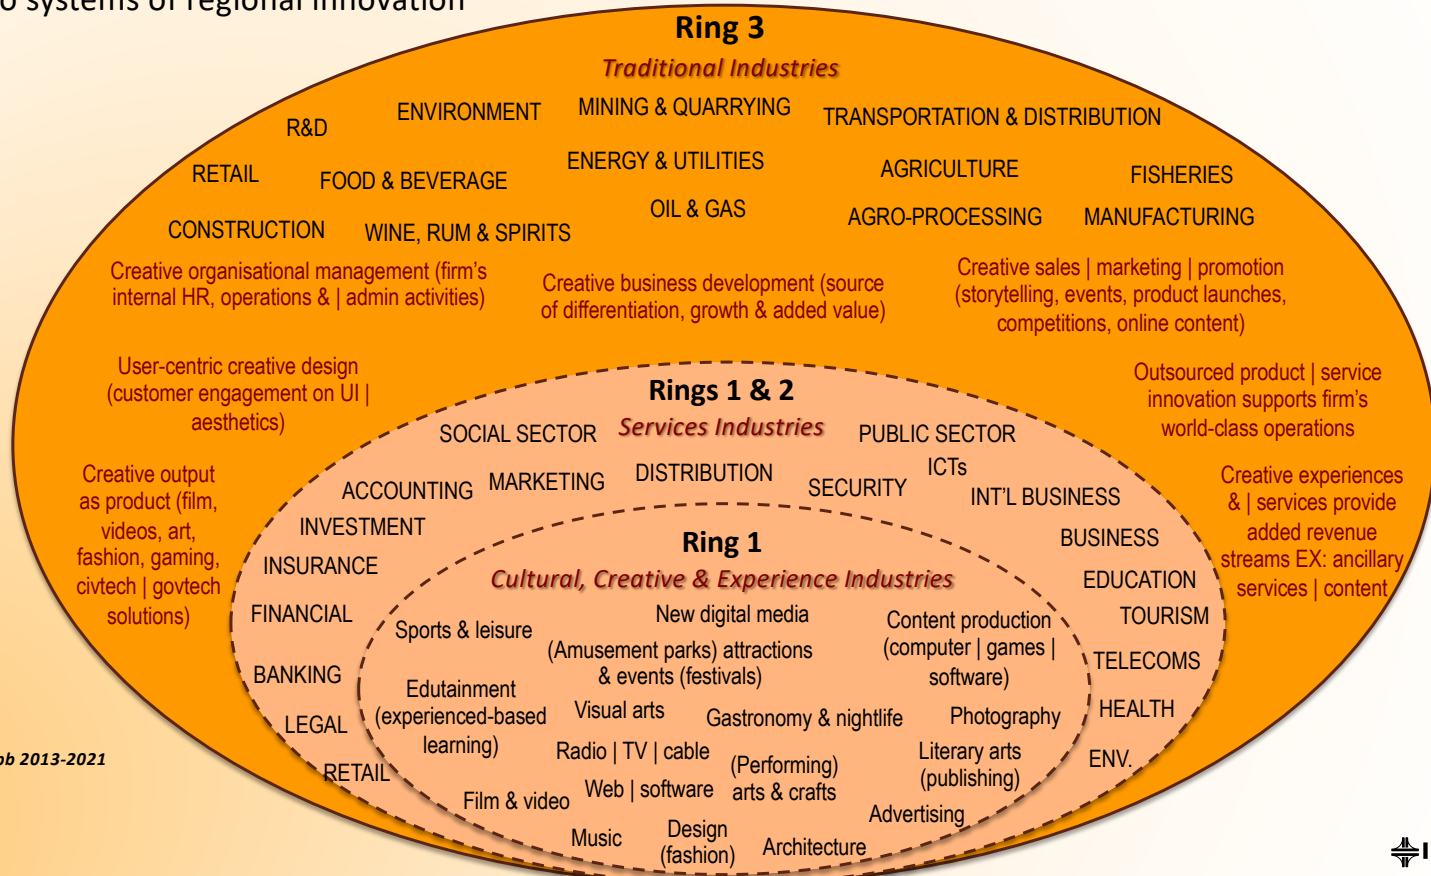 systems of regional innovation
Ring 3
Traditional Industries
R&D
ENVIRONMENT
MINING & QUARRYING
TRANSPORTATION & DISTRIBUTION
RETAIL
FOOD & BEVERAGE
ENERGY & UTILITIES
AGRICULTURE
FISHERIES
CONSTRUCTION
WINE, RUM & SPIRITS
OIL & GAS
AGRO-PROCESSING
MANUFACTURING
Creative organisational management (firm's
internal HR, operations & | admin activities)
Creative business development (source
of differentiation, growth & added value)
Creative sales | marketing | promotion
(storytelling, events, product launches,
competitions, online content)
User-centric creative design
(customer engagement on UI |
aesthetics)
Outsourced product | service
innovation supports firm's
world-class operations
Creative output
as product (film,
videos, art,
fashion, gaming,
civtech | govtech
solutions)
Creative experiences
& | services provide
added revenue
streams EX: ancillary
services | content
Rings 1 & 2
Services Industries
SOCIAL SECTOR
PUBLIC SECTOR
ACCOUNTING
MARKETING
DISTRIBUTION
SECURITY
ICTs
INT'L BUSINESS
INVESTMENT
BUSINESS
INSURANCE
EDUCATION
FINANCIAL
TOURISM
BANKING
TELECOMS
LEGAL
HEALTH
RETAIL
ENV.
Ring 1
Cultural, Creative & Experience Industries
Sports & leisure
New digital media
Content production
(computer | games |
software)
(Amusement parks) attractions
& events (festivals)
Edutainment
(experienced-based
learning)
Visual arts
Gastronomy & nightlife
Photography
Radio | TV | cable
(Performing)
arts & crafts
Literary arts
(publishing)
Film & video
Web | software
Advertising
Music
Design
(fashion)
Architecture
2013-2021